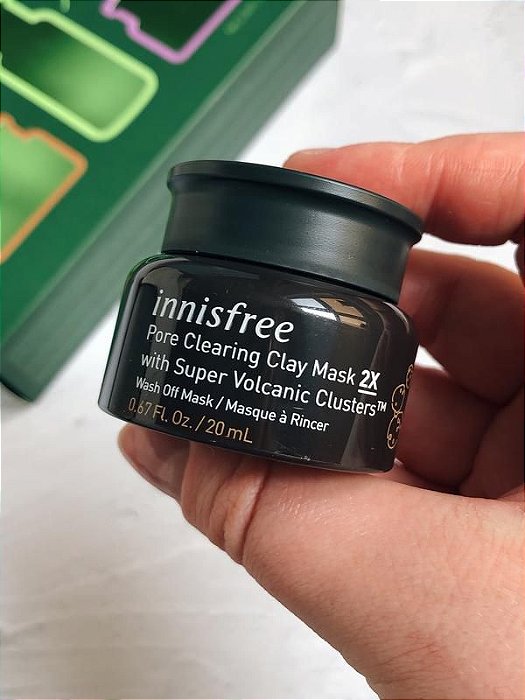 innisfree
Pore Clearing Clay Mask 2X
with Super Volcanic Clusters™
Wash Off Mask / Masque à Rincer
0.67 Fl. Oz. / 20 mL